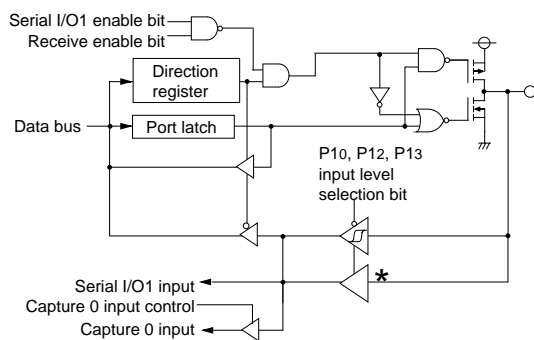 Serial I/O1 enable bit
Receive enable bit
Direction
register
Data bus
Port latch
P10, P12, P13
input level
selection bit
*
Serial I/O1 input
Capture 0 input control
Capture 0 input